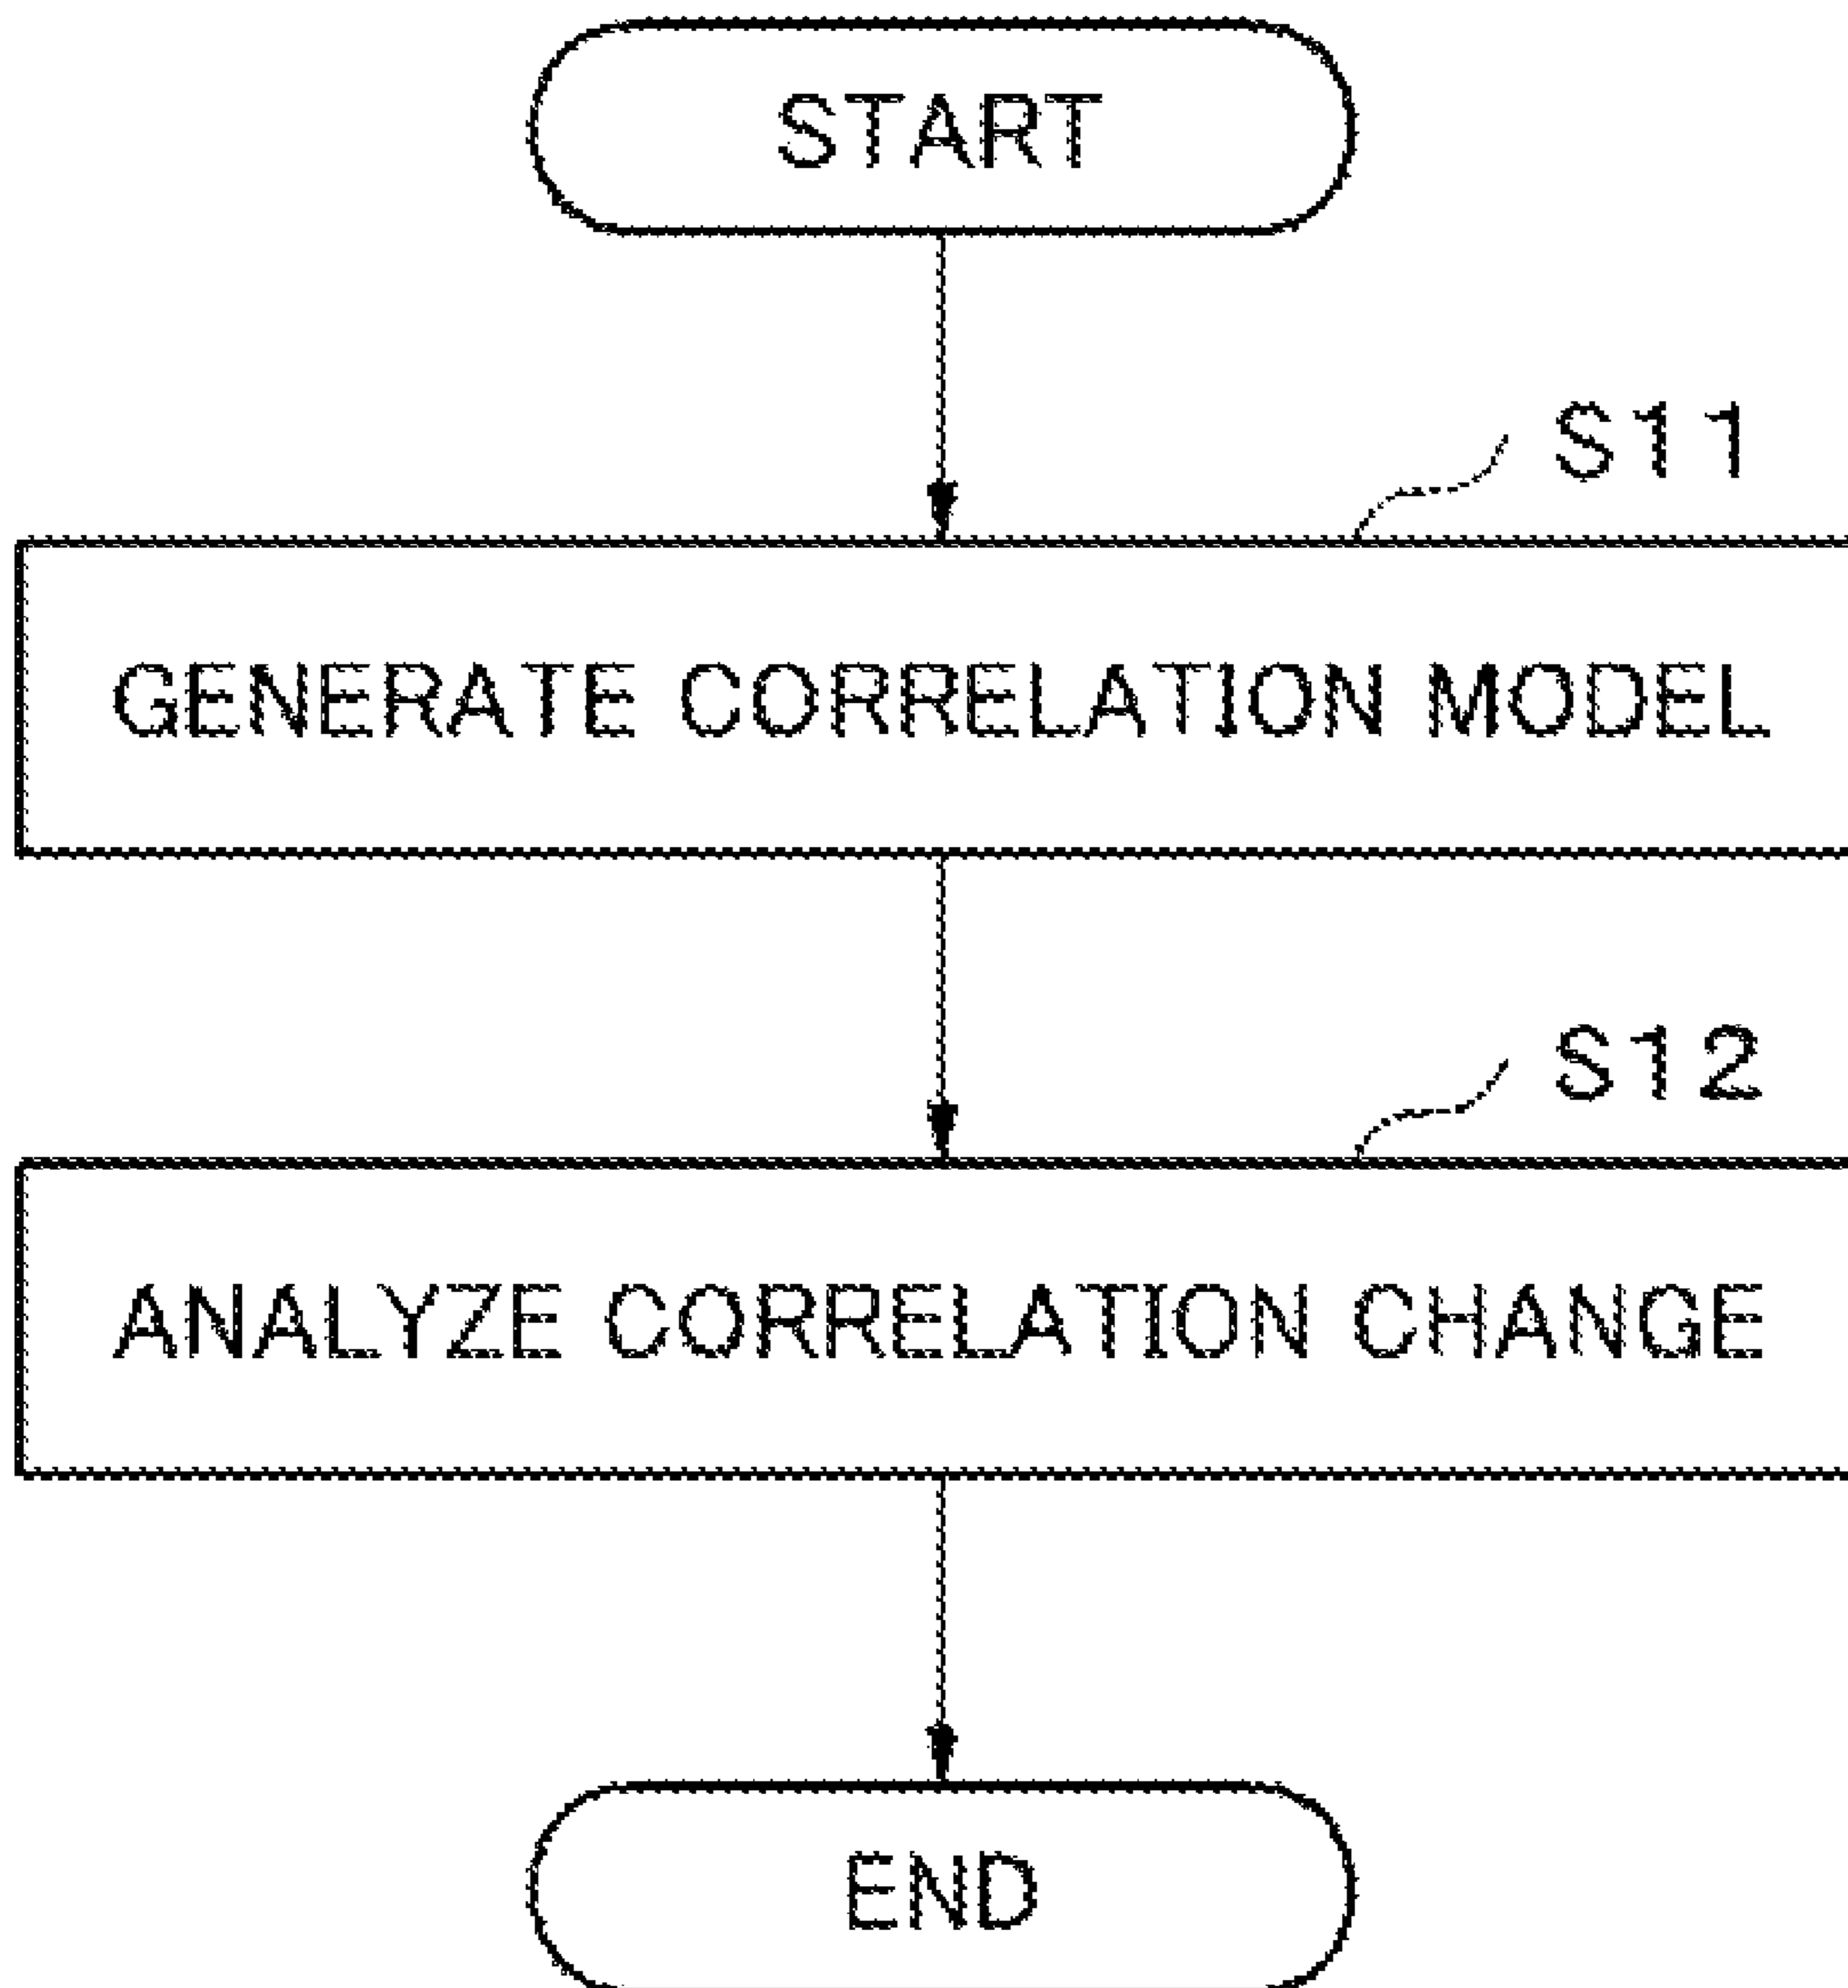 START
S11
GENERATE CORRELATION MODEL
S12
ANALYZE CORRELATION CHANGE
END